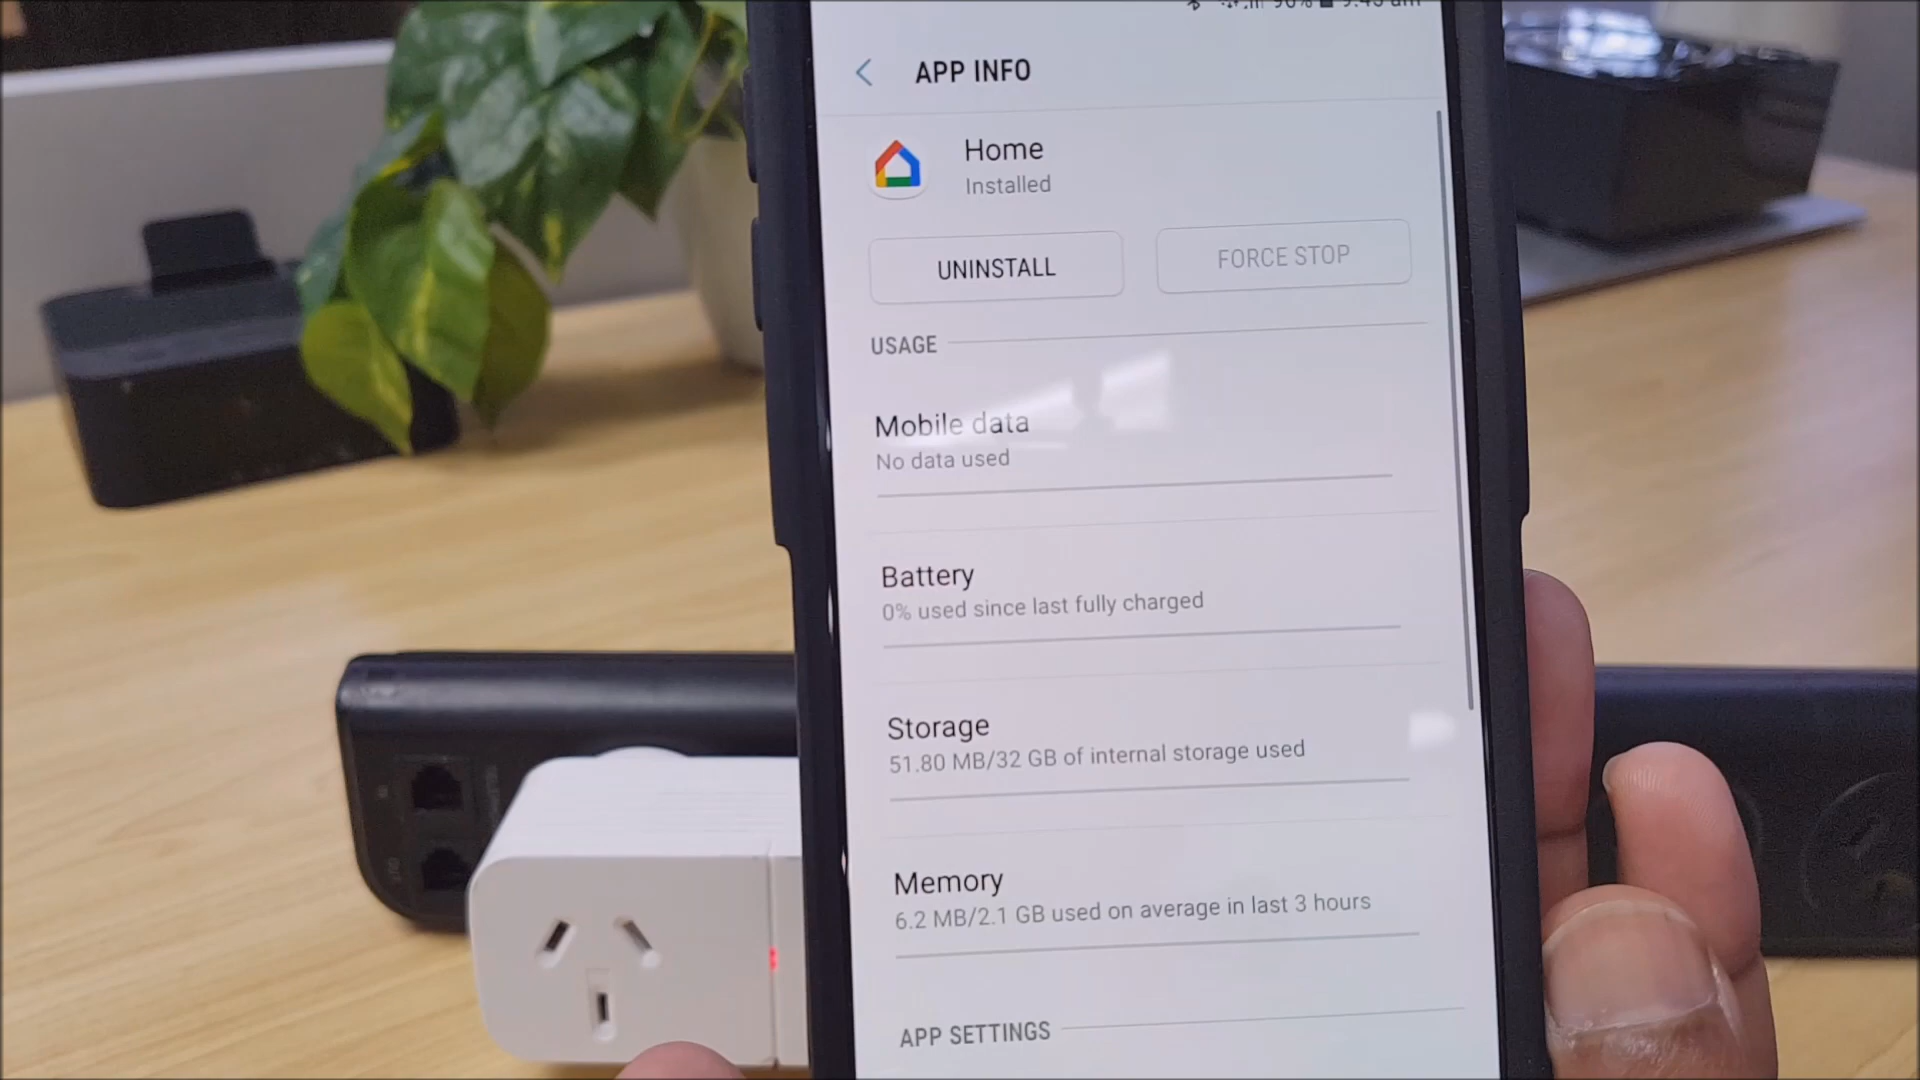 APP INFO
Home
Installed
UNINSTALL
FORCE STOP
USAGE
Mobile data
No data used
Battery
0% used since last fully charged
Storage
51.80 MB/32 GB of internal storage used
Memory
6.2 MB/2.1 GB used on average in last 3 hours
APP SETTINGS